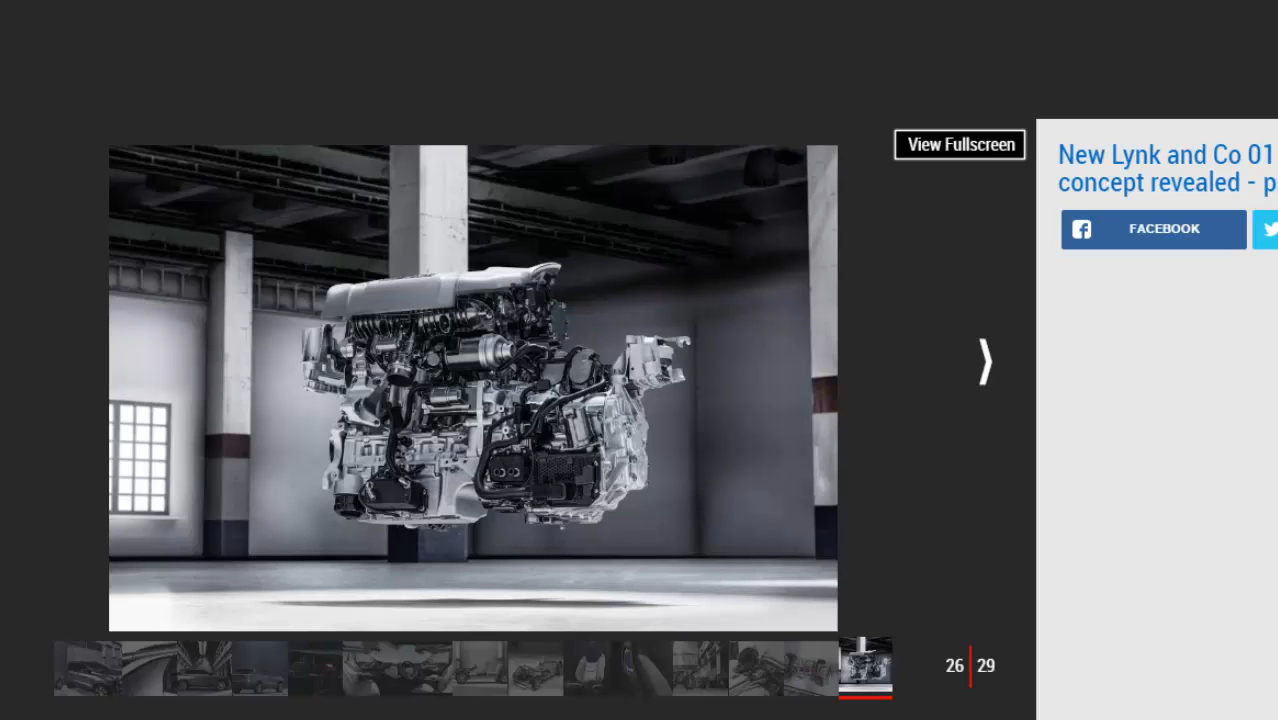 View Fullscreen
New Lynk and Co 01
concept revealed - p
FACEBOOK
26 29